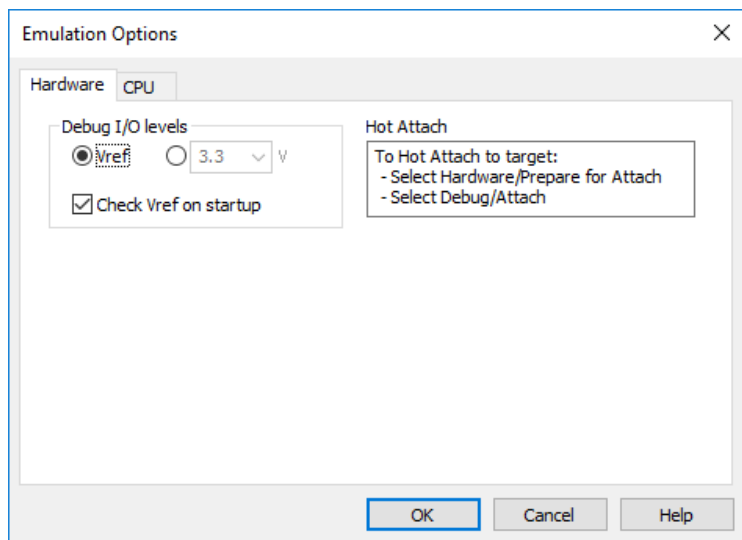 Emulation Options
Hardware CPU
Debug I/O levels
Vref 3.3 V
Check Vref on startup
Hot Attach
To Hot Attach to target:
- Select Hardware/Prepare for Attach
- Select Debug/Attach
OK Cancel Help